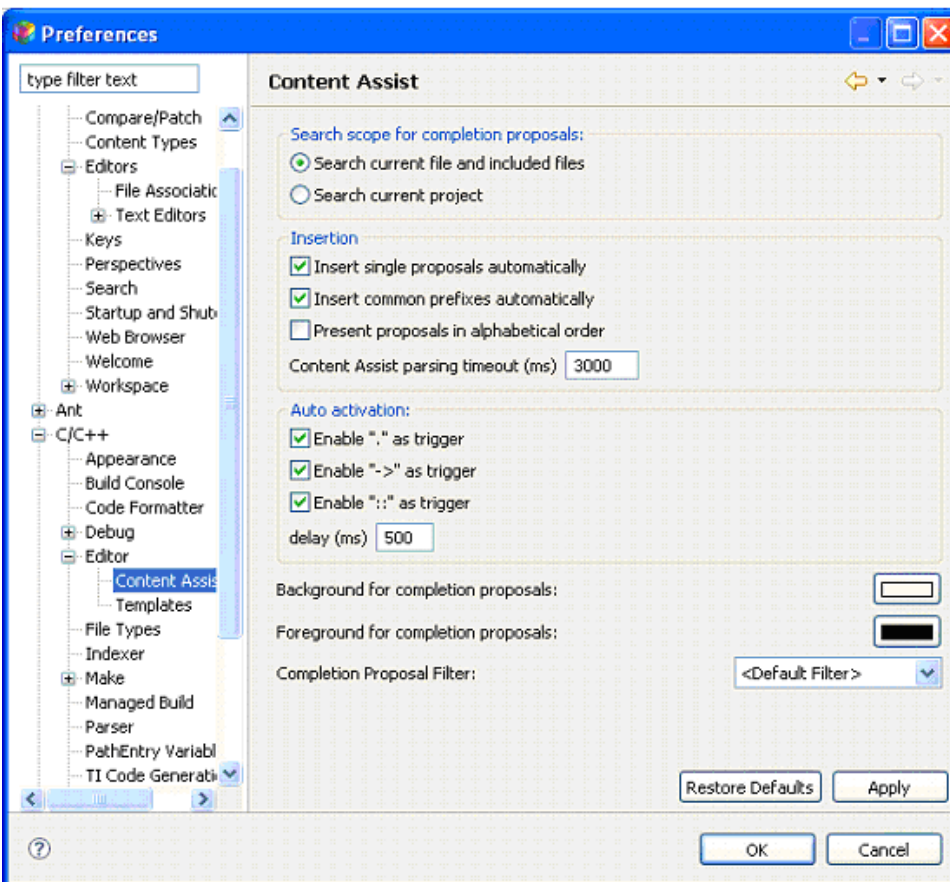 Preferences
type filter text
Compare/Patch
Content Types
Editors
File Associatic
Text Editors
Keys
Perspectives
Search
Startup and Shut
Web Browser
Welcome
Workspace
Ant
C/C++
Appearance
Build Console
Code Formatter
Debug
Editor
Content Assis
Templates
File Types
Indexer
Make
Managed Build
Parser
PathEntry Variabl
TI Code Generati
Content Assist
Search scope for completion proposals:
Search current file and included files
Search current project
Insertion
Insert single proposals automatically
Insert common prefixes automatically
Present proposals in alphabetical order
Content Assist parsing timeout (ms) 3000
Auto activation:
Enable "." as trigger
Enable "->" as trigger
Enable "::" as trigger
delay (ms) 500
Background for completion proposals:
Foreground for completion proposals:
Completion Proposal Filter: <Default Filter>
Restore Defaults Apply
? OK Cancel